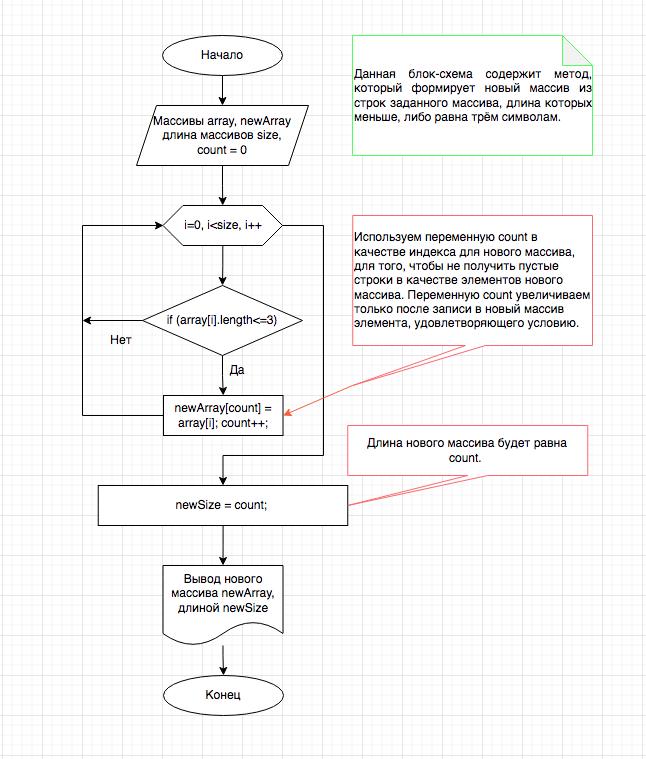 Начало
Данная блок-схема содержит метод,
который формирует новый массив из
строк заданного массива, длина которых
меньше, либо равна трём символам.
Массивы array, newArray
длина массивов size,
count = 0
i=0, i<size, i++
Используем переменную count в
качестве индекса для нового массива,
для того, чтобы не получить пустые
строки в качестве элементов нового
массива. Переменную count увеличиваем
только после записи в новый массив
элемента, удовлетворяющего условию.
if (array[i].length<=3)
Нет
Да
newArray[count] =
array[i]; count++;
Длина нового массива будет равна
count.
newSize = count;
Вывод нового
массива newArray,
длиной newSize
Конец